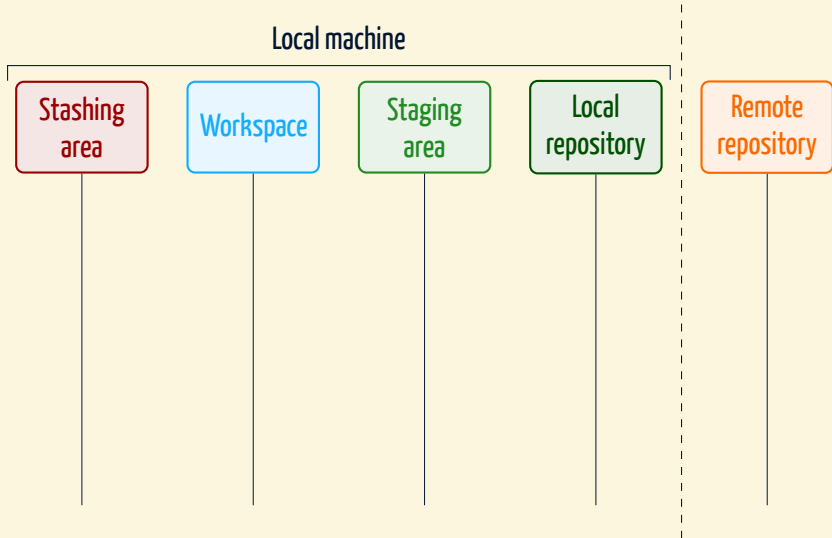 Local machine
Stashing
area
Workspace
Staging
area
Local
repository
Remote
repository